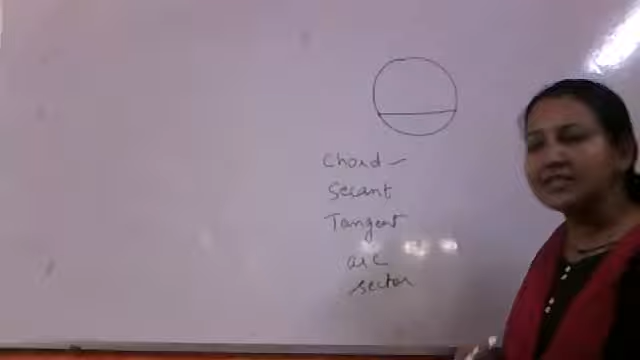 Chord –
Secant
Tangent
arc
sector